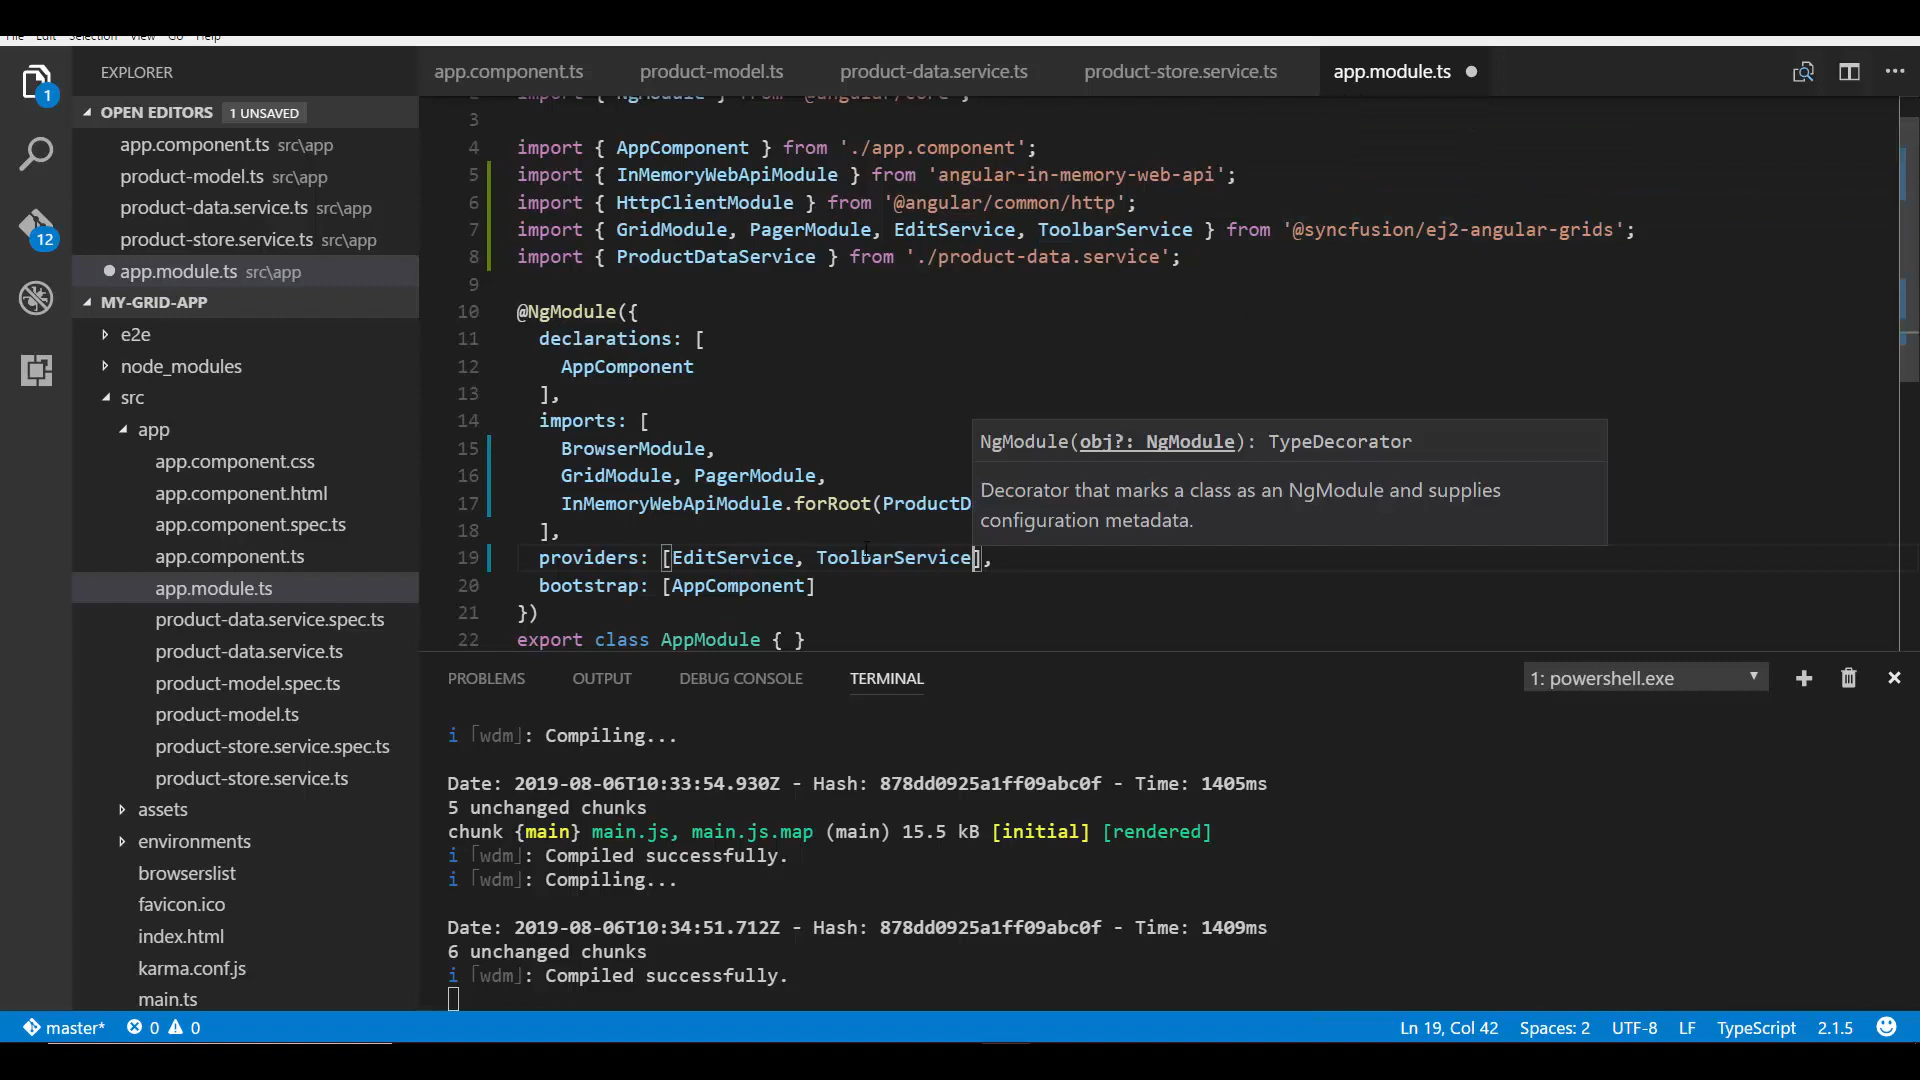 File Edit Selection View Go Help
EXPLORER
app.component.ts product-model.ts product-data.service.ts product-store.service.ts app.module.ts
OPEN EDITORS 1 UNSAVED
app.component.ts src\app
product-model.ts src\app
product-data.service.ts src\app
product-store.service.ts src\app
app.module.ts src\app
MY-GRID-APP
e2e
node_modules
src
app
app.component.css
app.component.html
app.component.spec.ts
app.component.ts
app.module.ts
product-data.service.spec.ts
product-data.service.ts
product-model.spec.ts
product-model.ts
product-store.service.spec.ts
product-store.service.ts
assets
environments
browserslist
favicon.ico
index.html
karma.conf.js
main.ts
1
12
2 import { NgModule } from '@angular/core';
3
4 import { AppComponent } from './app.component';
5 import { InMemoryWebApiModule } from 'angular-in-memory-web-api';
6 import { HttpClientModule } from '@angular/common/http';
7 import { GridModule, PagerModule, EditService, ToolbarService } from '@syncfusion/ej2-angular-grids';
8 import { ProductDataService } from './product-data.service';
9
10 @NgModule({
11 declarations: [
12 AppComponent
13 ],
14 imports: [
15 BrowserModule,
16 GridModule, PagerModule,
17 InMemoryWebApiModule.forRoot(ProductD
18 ],
19 providers: [EditService, ToolbarService],
20 bootstrap: [AppComponent]
21 })
22 export class AppModule { }
NgModule(obj?: NgModule): TypeDecorator
Decorator that marks a class as an NgModule and supplies
configuration metadata.
PROBLEMS OUTPUT DEBUG CONSOLE TERMINAL 1: powershell.exe
i ｢wdm｣: Compiling...
Date: 2019-08-06T10:33:54.930Z - Hash: 878dd0925a1ff09abc0f - Time: 1405ms
5 unchanged chunks
chunk {main} main.js, main.js.map (main) 15.5 kB [initial] [rendered]
i ｢wdm｣: Compiled successfully.
i ｢wdm｣: Compiling...
Date: 2019-08-06T10:34:51.712Z - Hash: 878dd0925a1ff09abc0f - Time: 1409ms
6 unchanged chunks
i ｢wdm｣: Compiled successfully.
master* 0 0 Ln 19, Col 42 Spaces: 2 UTF-8 LF TypeScript 2.1.5